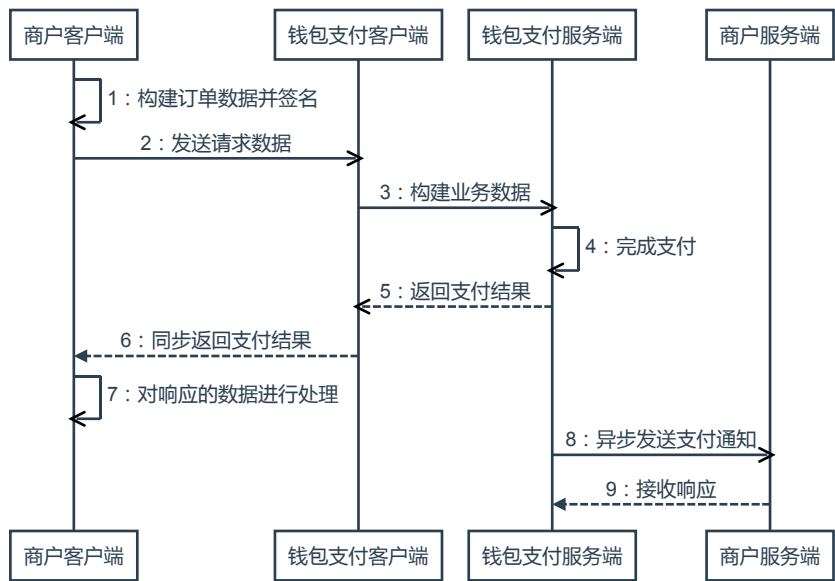 商户客户端
钱包支付客户端
钱包支付服务端
商户服务端
1：构建订单数据并签名
2：发送请求数据
3：构建业务数据
4：完成支付
5：返回支付结果
6：同步返回支付结果
7：对响应的数据进行处理
8：异步发送支付通知
9：接收响应
商户客户端
钱包支付客户端
钱包支付服务端
商户服务端